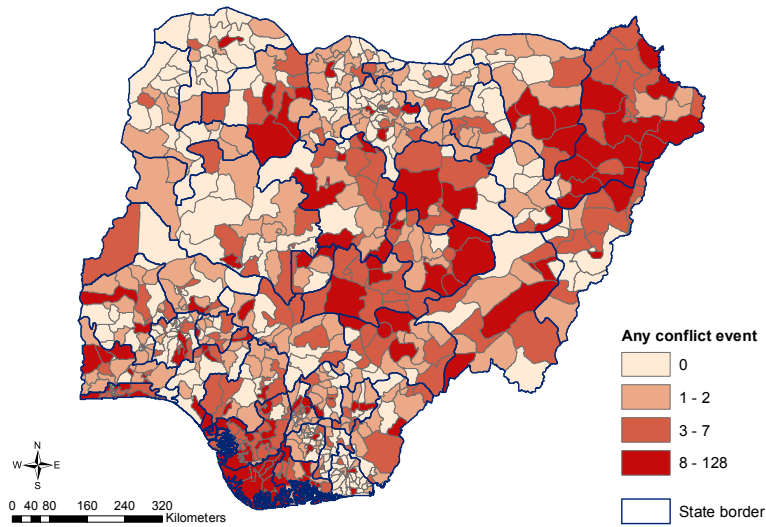 Any conflict event
0
1 - 2
3 - 7
8 - 128
State border
N
W E
S
0 40 80 160 240 320
Kilometers